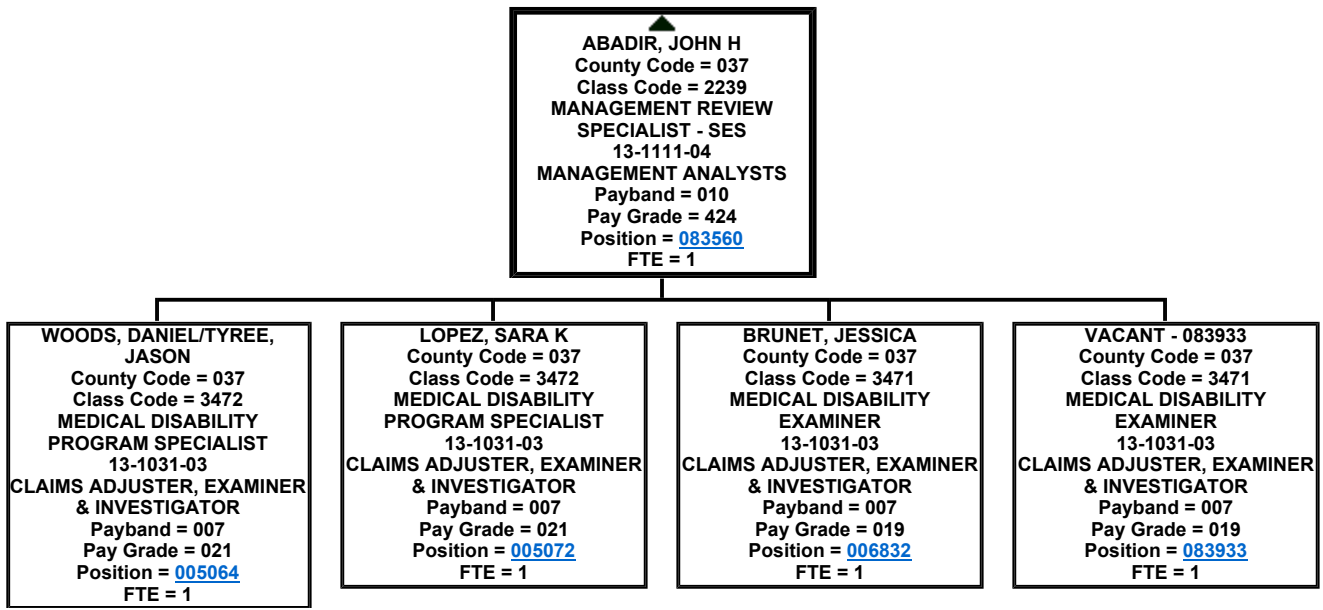 ABADIR, JOHN H
County Code = 037
Class Code = 2239
MANAGEMENT REVIEW
SPECIALIST - SES
13-1111-04
MANAGEMENT ANALYSTS
Payband = 010
Pay Grade = 424
Position = 083560
FTE = 1
WOODS, DANIEL/TYREE,
JASON
County Code = 037
Class Code = 3472
MEDICAL DISABILITY
PROGRAM SPECIALIST
13-1031-03
CLAIMS ADJUSTER, EXAMINER
& INVESTIGATOR
Payband = 007
Pay Grade = 021
Position = 005064
FTE = 1
LOPEZ, SARA K
County Code = 037
Class Code = 3472
MEDICAL DISABILITY
PROGRAM SPECIALIST
13-1031-03
CLAIMS ADJUSTER, EXAMINER
& INVESTIGATOR
Payband = 007
Pay Grade = 021
Position = 005072
FTE = 1
BRUNET, JESSICA
County Code = 037
Class Code = 3471
MEDICAL DISABILITY
EXAMINER
13-1031-03
CLAIMS ADJUSTER, EXAMINER
& INVESTIGATOR
Payband = 007
Pay Grade = 019
Position = 006832
FTE = 1
VACANT - 083933
County Code = 037
Class Code = 3471
MEDICAL DISABILITY
EXAMINER
13-1031-03
CLAIMS ADJUSTER, EXAMINER
& INVESTIGATOR
Payband = 007
Pay Grade = 019
Position = 083933
FTE = 1